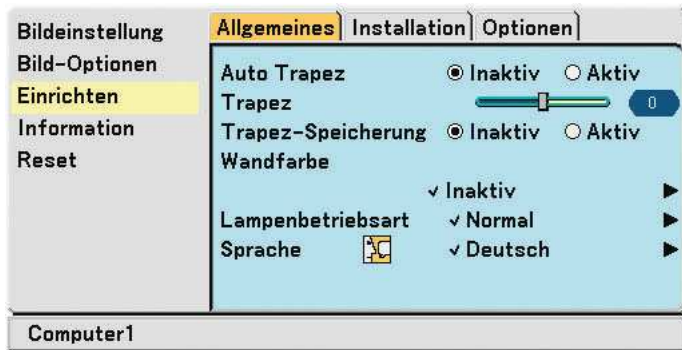 Bildeinstellung
Bild-Optionen
Einrichten
Information
Reset
Allgemeines Installation Optionen
Auto Trapez Inaktiv Aktiv
Trapez 0
Trapez-Speicherung Inaktiv Aktiv
Wandfarbe
Inaktiv
Lampenbetriebsart Normal
Sprache Deutsch
Computer1